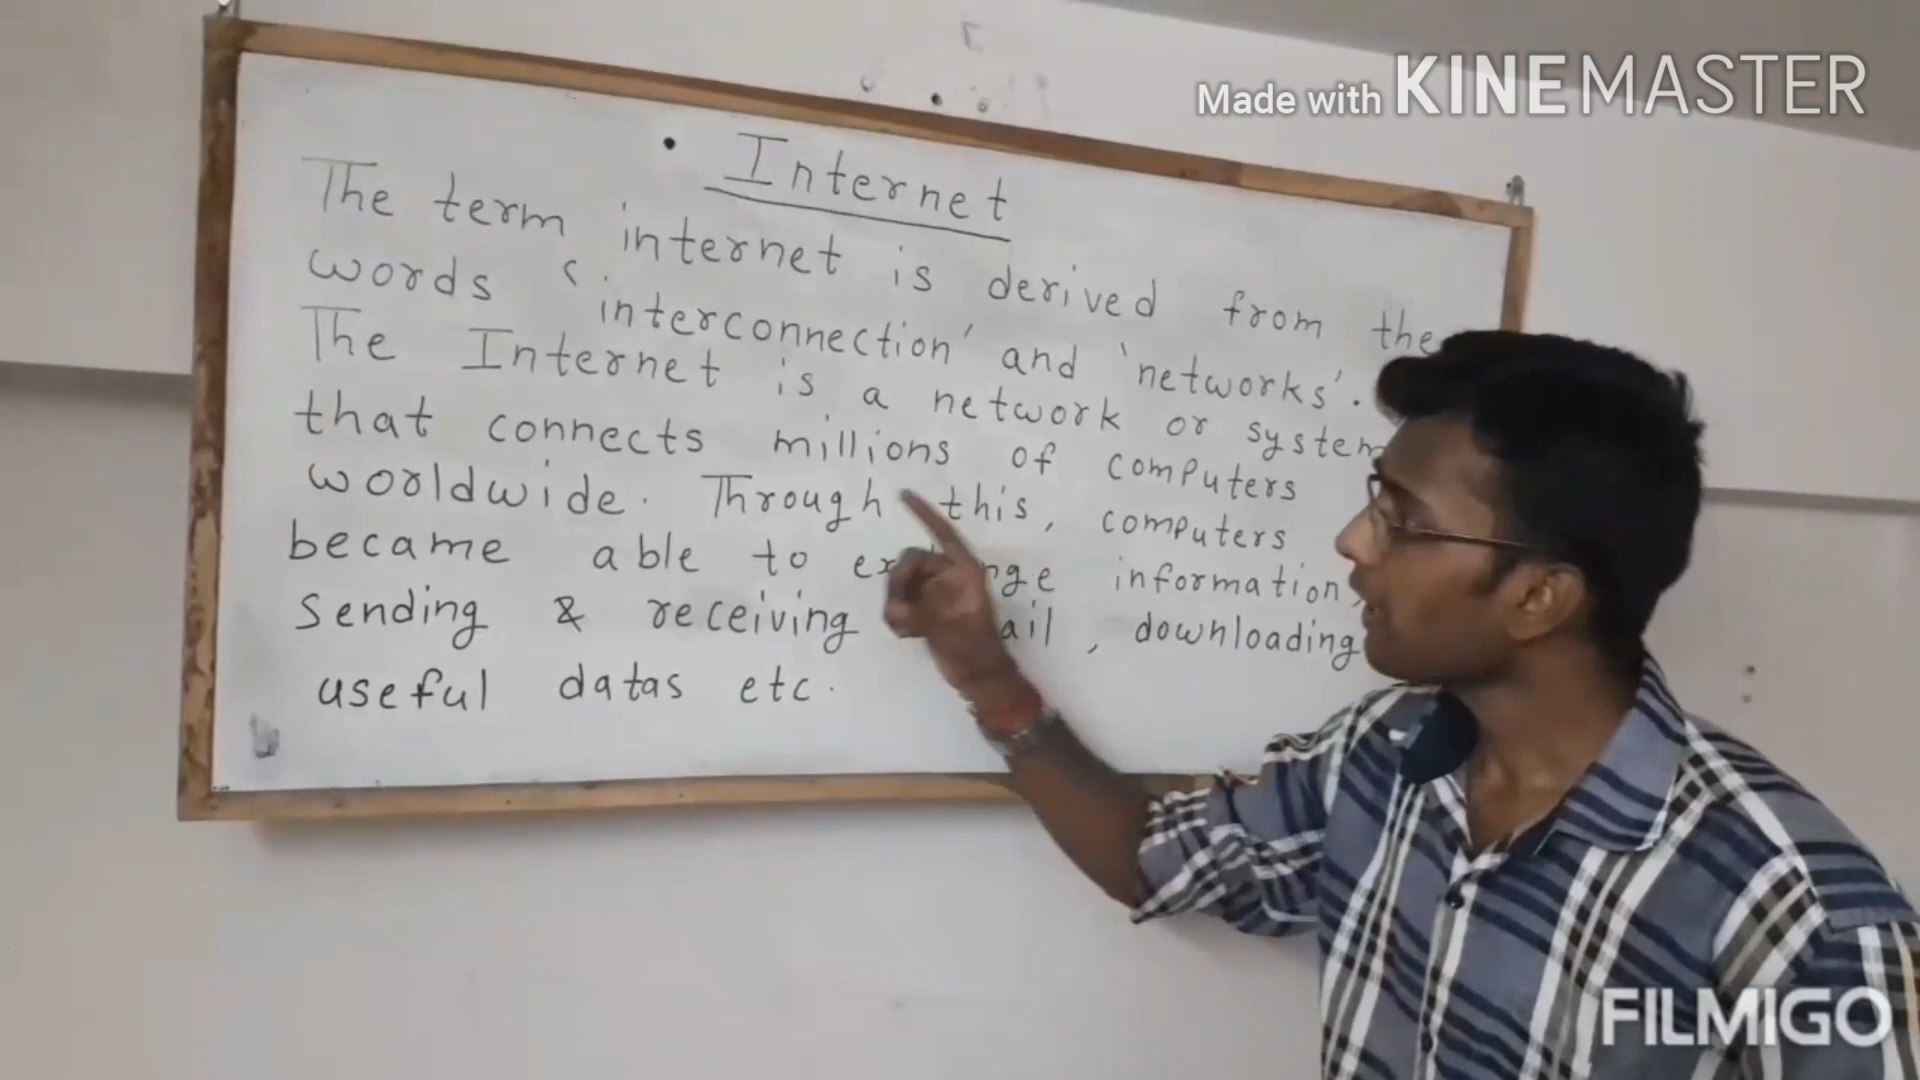 Made with KINEMASTER
Internet
The term internet is derived from the
words 'interconnection' and 'networks'.
The Internet is a network or system
that connects millions of computers
worldwide. Through this, computers
became able to information,
Sending & receiving , downloading
useful datas etc.
FILMIGO